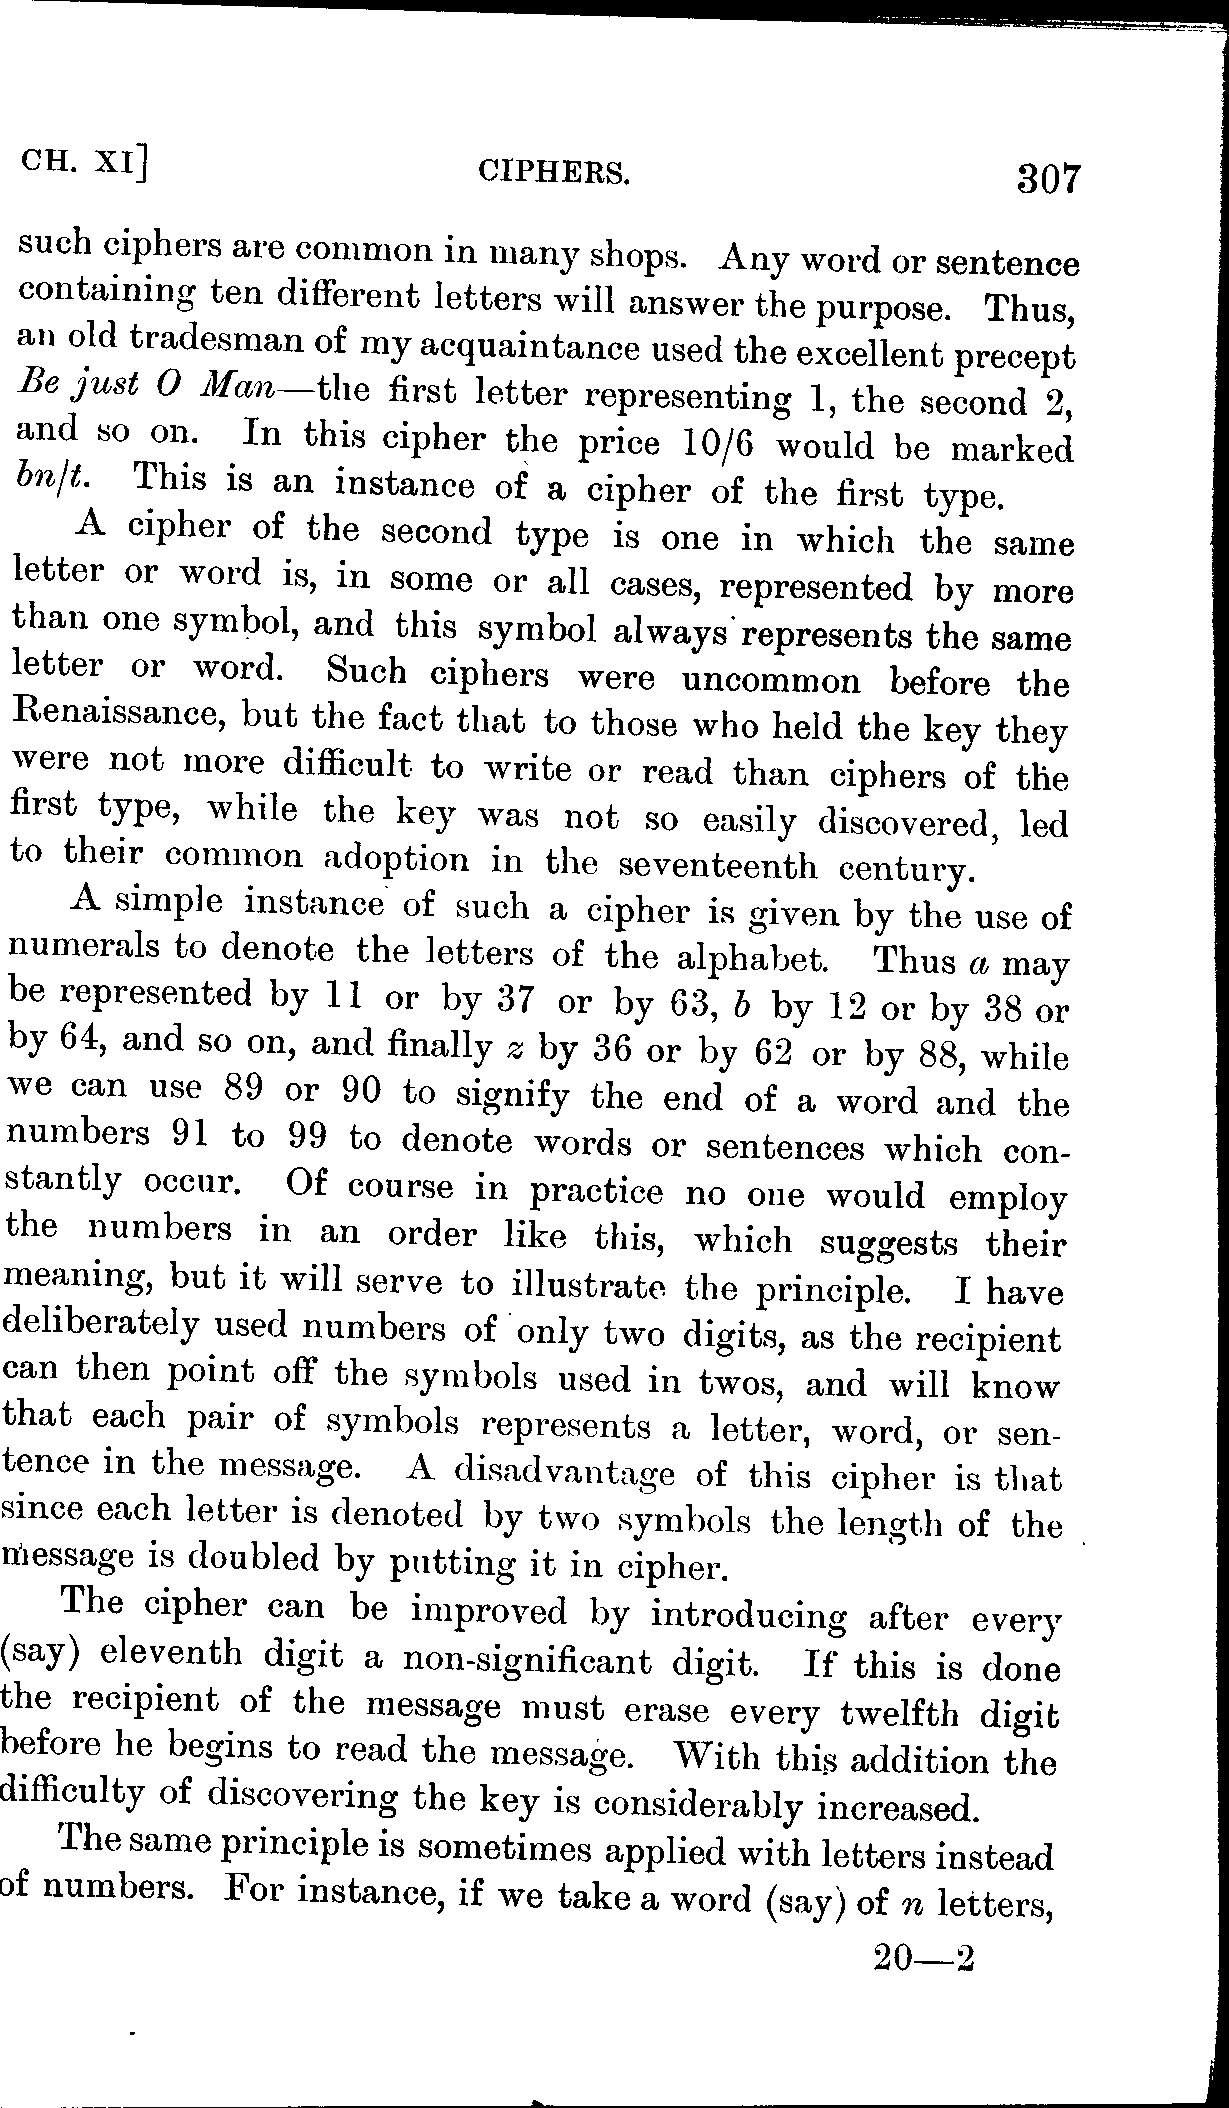 CH. XI] CIPHERS. 307
such ciphers are common in many shops. Any word or sentence
containing ten different letters will answer the purpose. Thus,
an old tradesman of my acquaintance used the excellent precept
Be just O Man—the first letter representing 1, the second 2,
and so on. In this cipher the price 10/6 would be marked
bn/t. This is an instance of a cipher of the first type.
A cipher of the second type is one in which the same
letter or word is, in some or all cases, represented by more
than one symbol, and this symbol always represents the same
letter or word. Such ciphers were uncommon before the
Renaissance, but the fact that to those who held the key they
were not more difficult to write or read than ciphers of the
first type, while the key was not so easily discovered, led
to their common adoption in the seventeenth century.
A simple instance of such a cipher is given by the use of
numerals to denote the letters of the alphabet. Thus a may
be represented by 11 or by 37 or by 63, b by 12 or by 38 or
by 64, and so on, and finally z by 36 or by 62 or by 88, while
we can use 89 or 90 to signify the end of a word and the
numbers 91 to 99 to denote words or sentences which con-
stantly occur. Of course in practice no one would employ
the numbers in an order like this, which suggests their
meaning, but it will serve to illustrate the principle. I have
deliberately used numbers of only two digits, as the recipient
can then point off the symbols used in twos, and will know
that each pair of symbols represents a letter, word, or sen-
tence in the message. A disadvantage of this cipher is that
since each letter is denoted by two symbols the length of the
message is doubled by putting it in cipher.
The cipher can be improved by introducing after every
(say) eleventh digit a non-significant digit. If this is done
the recipient of the message must erase every twelfth digit
before he begins to read the message. With this addition the
difficulty of discovering the key is considerably increased.
The same principle is sometimes applied with letters instead
of numbers. For instance, if we take a word (say) of n letters,
20—2